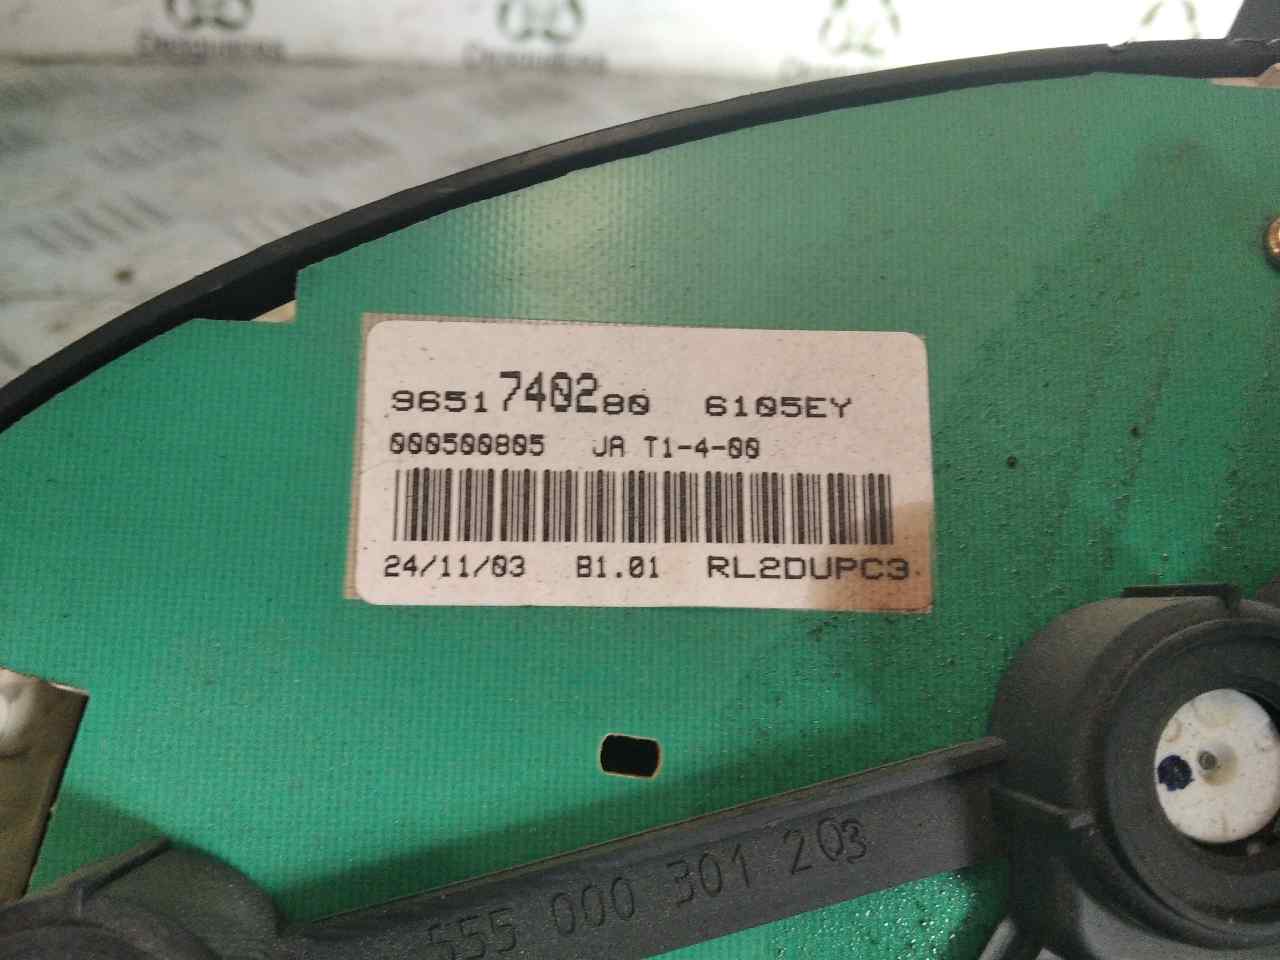 9651740280 6105EY
000500805 JA T1-4-00
24/11/03 B1.01 RL2DUPC3
555 000 301 203